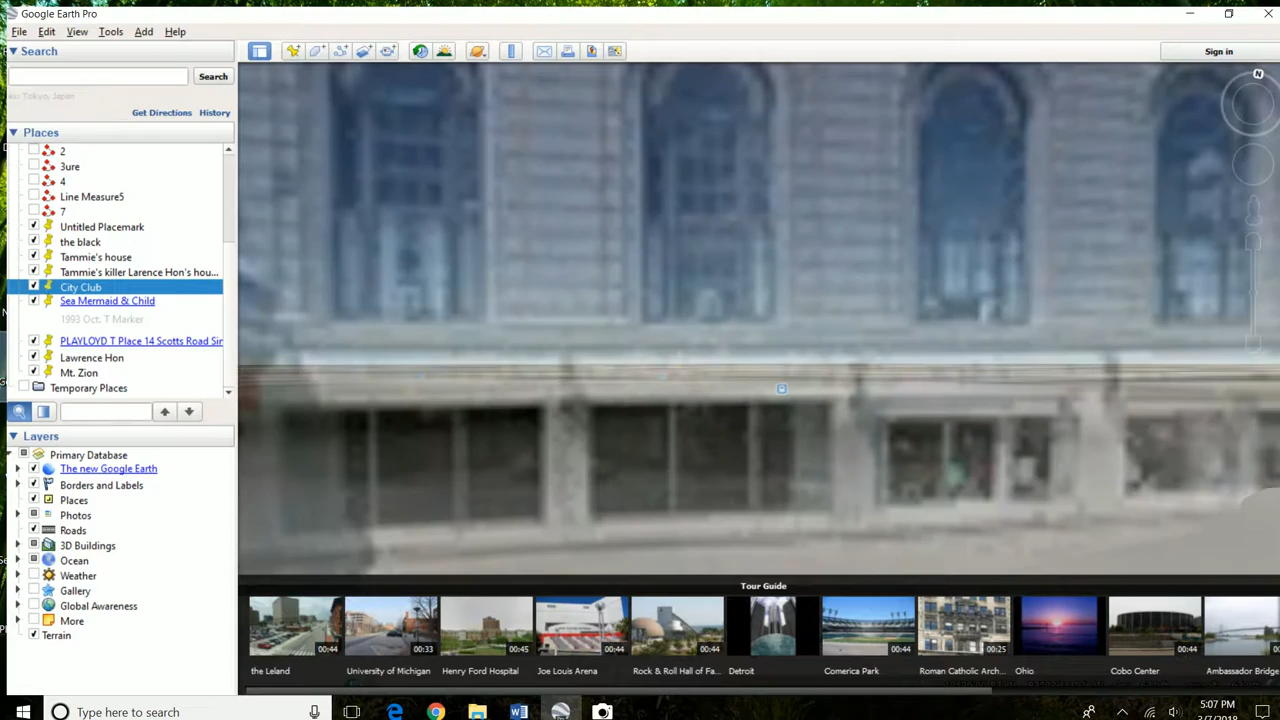 Google Earth Pro
File Edit View Tools Add Help
Search
Sign in
Search
ex: Tokyo, Japan
Get Directions History
N
Places
2
3ure
4
Line Measure5
7
Untitled Placemark
the black
Tammie's house
Tammie's killer Larence Hon's hou...
City Club
Sea Mermaid & Child
1993 Oct. T Marker
PLAYLOYD T Place 14 Scotts Road Sin
Lawrence Hon
Mt. Zion
Temporary Places
Layers
Primary Database
The new Google Earth
Borders and Labels
Places
Photos
Roads
3D Buildings
Ocean
Weather
Gallery
Global Awareness
More
Terrain
Tour Guide
00:44 00:33 00:45 00:44 00:44 00:44 00:25 00:44
the Leland University of Michigan Henry Ford Hospital Joe Louis Arena Rock & Roll Hall of Fa... Detroit Comerica Park Roman Catholic Arch... Ohio Cobo Center Ambassador Bridge
Type here to search
5:07 PM
3/7/2018